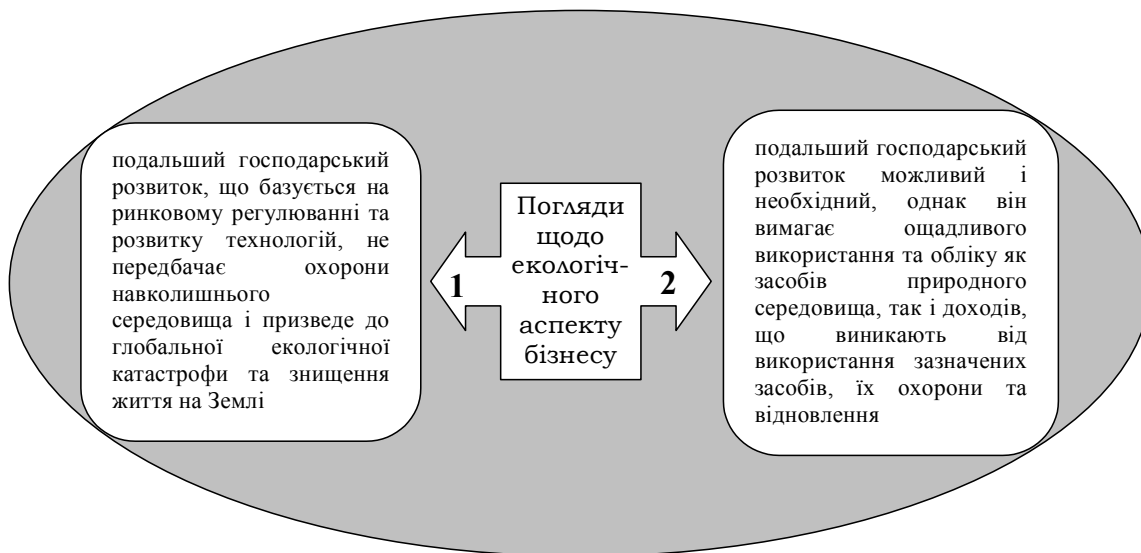 подальший господарський
розвиток, що базується на
ринковому регулюванні та
розвитку технологій, не
передбачає охорони
навколишнього
середовища і призведе до
глобальної екологічної
катастрофи та знищення
життя на Землі
1
Погляди
щодо
екологіч-
ного
аспекту
бізнесу
2
подальший господарський
розвиток можливий і
необхідний, однак він
вимагає ощадливого
використання та обліку як
засобів природного
середовища, так і доходів,
що виникають від
використання зазначених
засобів, їх охорони та
відновлення